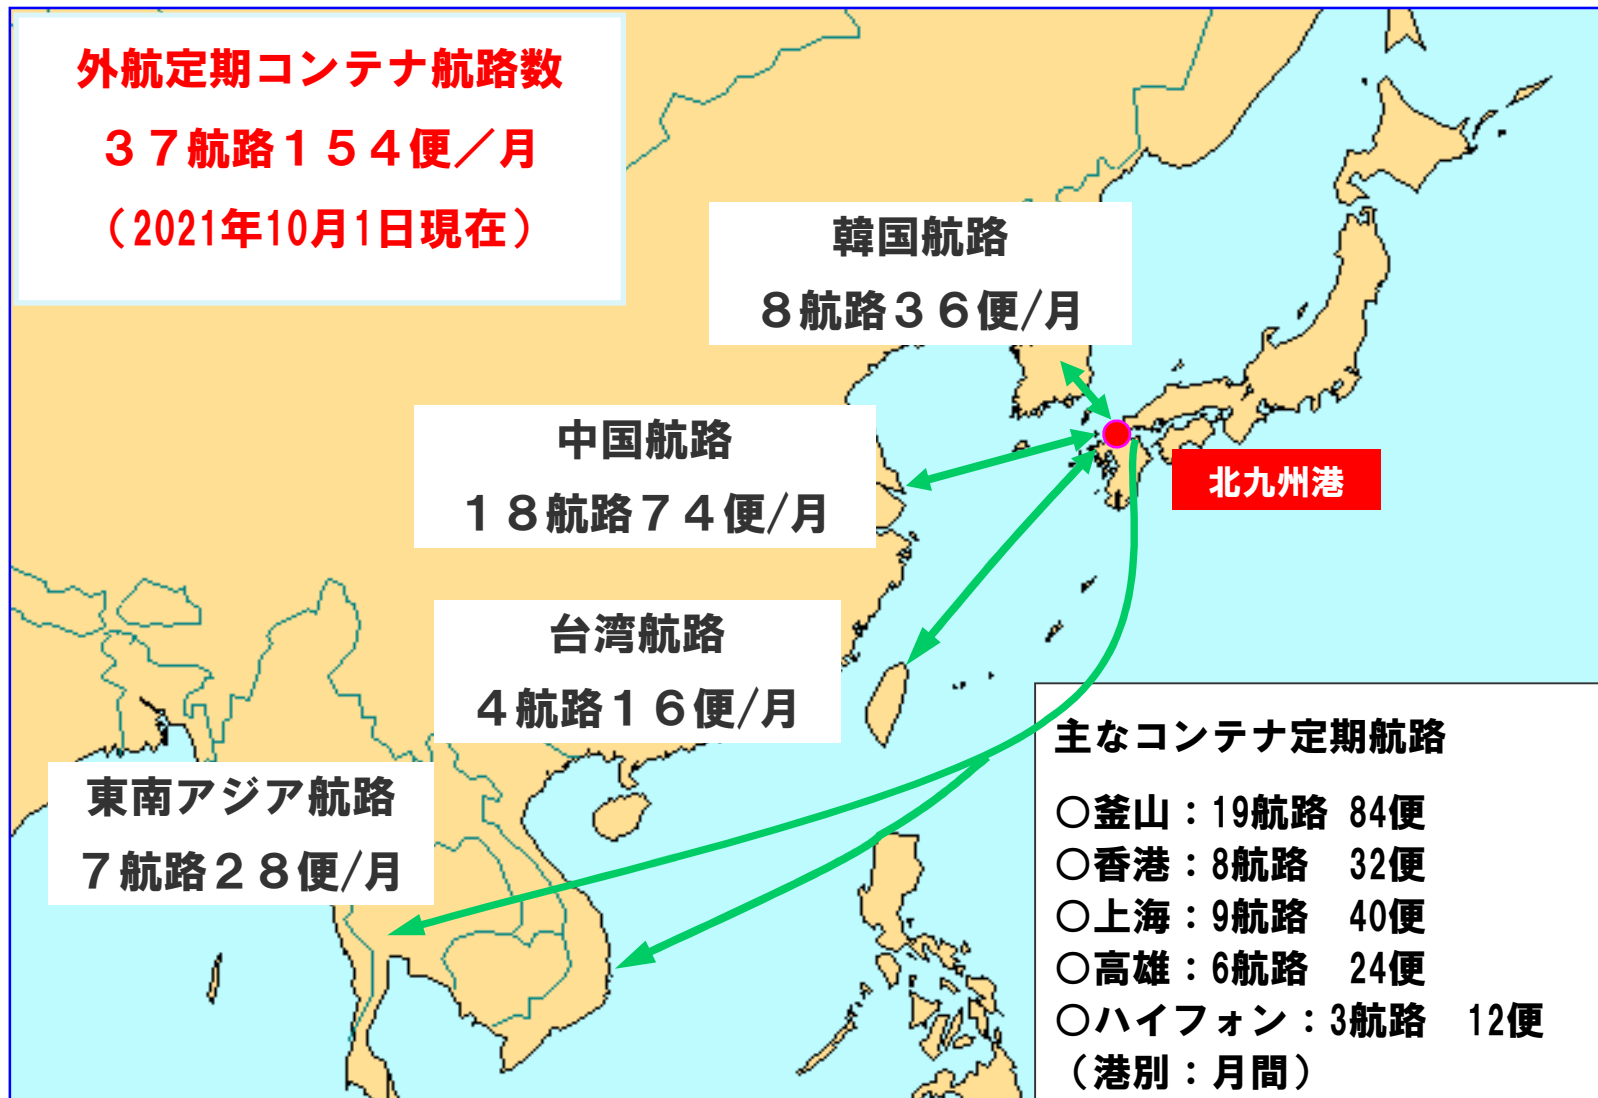 外航定期コンテナ航路数
３７航路１５４便／月
（2021年10月1日現在）
韓国航路
８航路３６便/月
中国航路
１８航路７４便/月
北九州港
台湾航路
４航路１６便/月
東南アジア航路
７航路２８便/月
主なコンテナ定期航路
○釜山：19航路 84便
○香港：8航路　32便
○上海：9航路　40便
○高雄：6航路　24便
○ハイフォン：3航路　12便
（港別：月間）